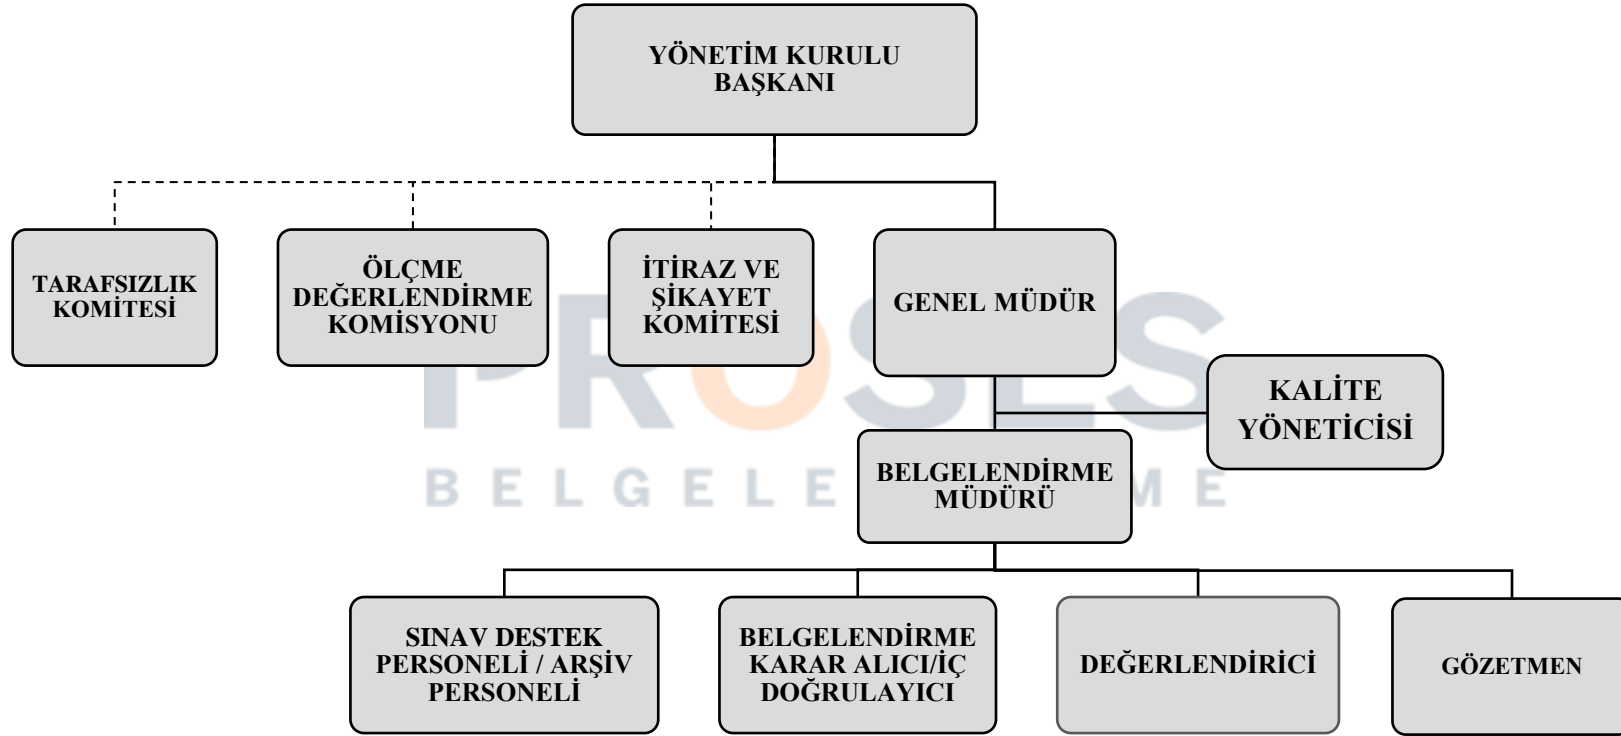 YÖNETİM KURULU
BAŞKANI
TARAFSIZLIK
KOMİTESİ
ÖLÇME
DEĞERLENDİRME
KOMİSYONU
İTİRAZ VE
ŞİKAYET
KOMİTESİ
GENEL MÜDÜR
KALİTE
YÖNETİCİSİ
BELGELENDİRME
MÜDÜRÜ
SINAV DESTEK
PERSONELİ / ARŞİV
PERSONELİ
BELGELENDİRME
KARAR ALICI/İÇ
DOĞRULAYICI
DEĞERLENDİRİCİ
GÖZETMEN
PROSES